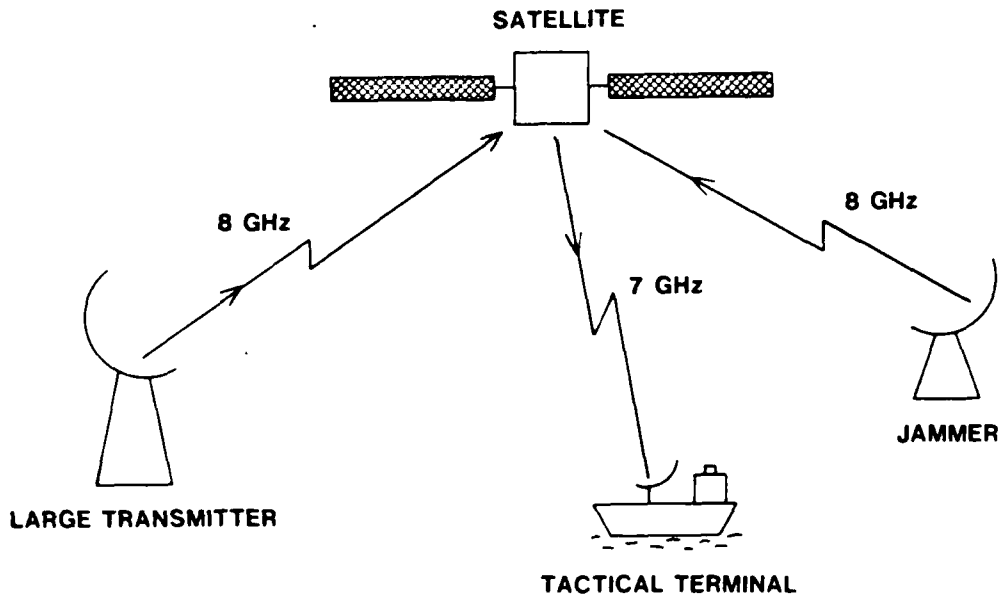 SATELLITE
8 GHz
8 GHz
7 GHz
JAMMER
LARGE TRANSMITTER
TACTICAL TERMINAL